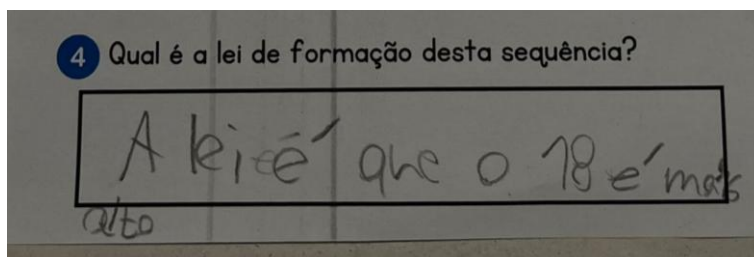 4 Qual é a lei de formação desta sequência?
A lei é que o 18 é mais
alto